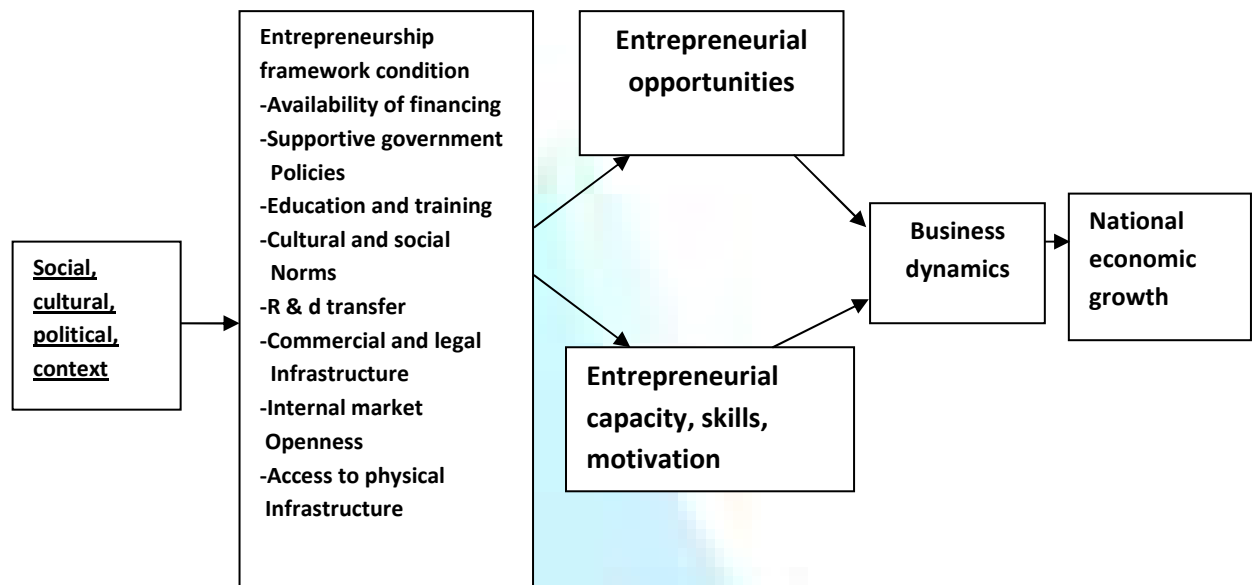 Social,
cultural,
political,
context
Entrepreneurship
framework condition
-Availability of financing
-Supportive government
Policies
-Education and training
-Cultural and social
Norms
-R & d transfer
-Commercial and legal
Infrastructure
-Internal market
Openness
-Access to physical
Infrastructure
Entrepreneurial
opportunities
Entrepreneurial
capacity, skills,
motivation
Business
dynamics
National
economic
growth